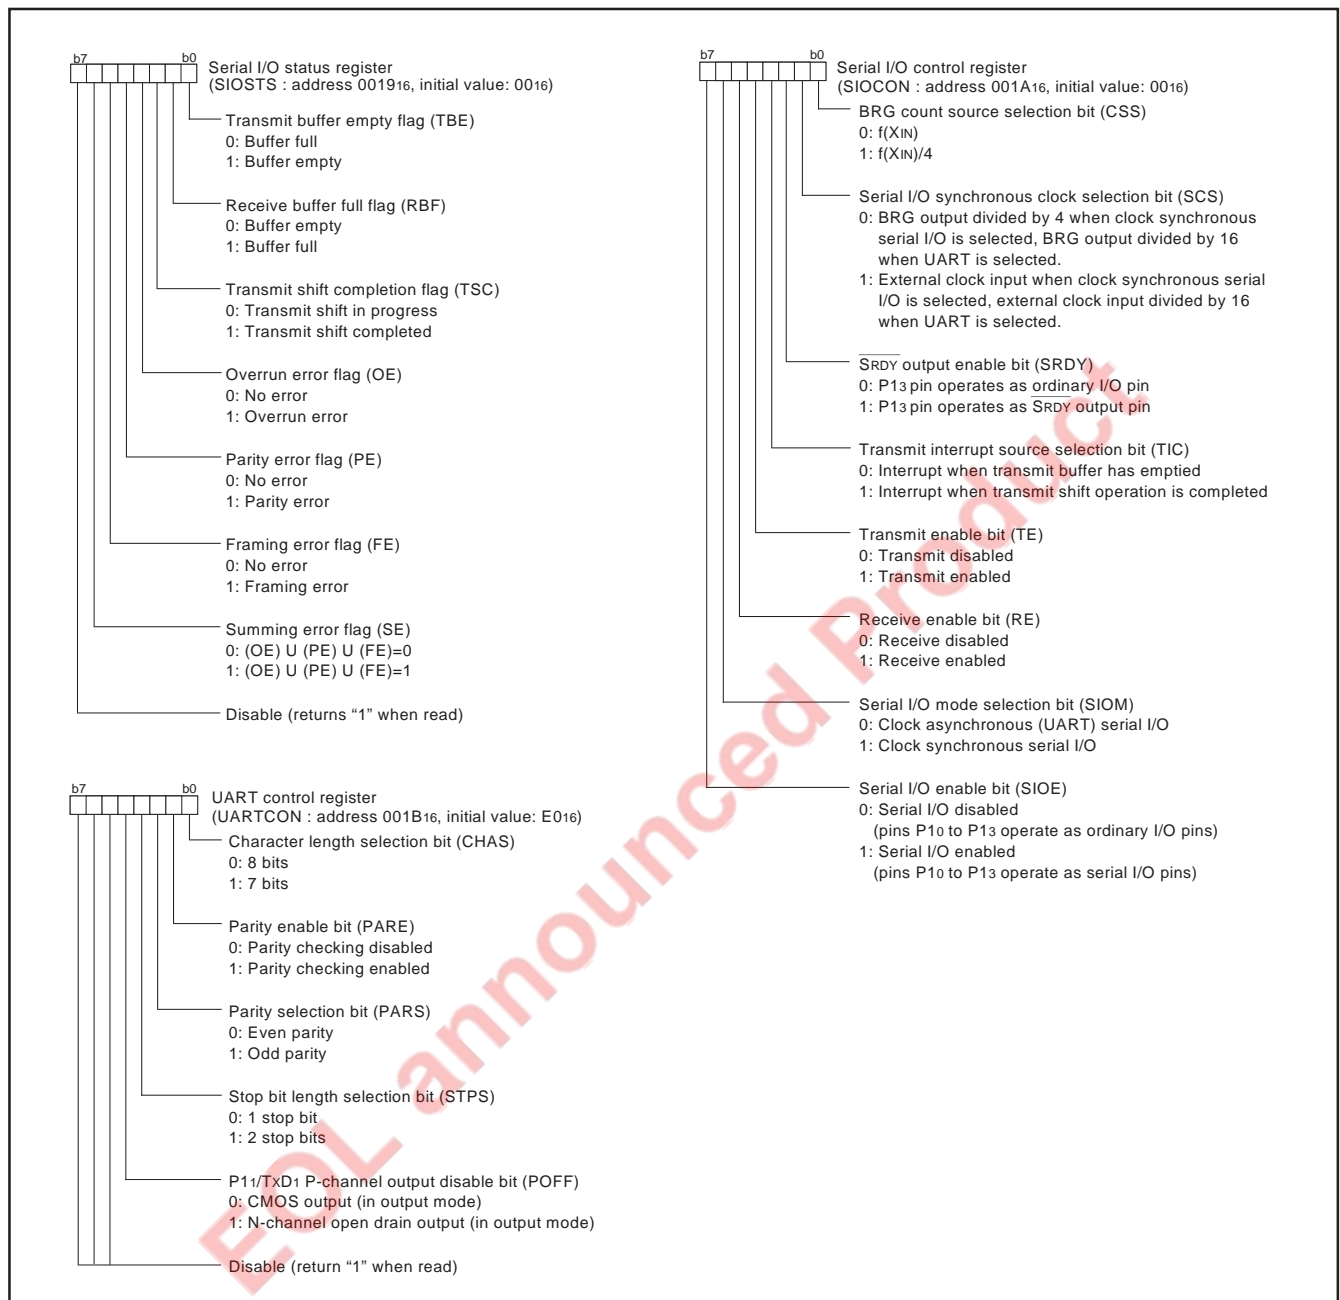 b7 b0
Serial I/O status register
(SIOSTS : address 001916, initial value: 0016)
Transmit buffer empty flag (TBE)
0: Buffer full
1: Buffer empty
Receive buffer full flag (RBF)
0: Buffer empty
1: Buffer full
Transmit shift completion flag (TSC)
0: Transmit shift in progress
1: Transmit shift completed
Overrun error flag (OE)
0: No error
1: Overrun error
Parity error flag (PE)
0: No error
1: Parity error
Framing error flag (FE)
0: No error
1: Framing error
Summing error flag (SE)
0: (OE) U (PE) U (FE)=0
1: (OE) U (PE) U (FE)=1
Disable (returns “1” when read)
b7 b0
UART control register
(UARTCON : address 001B16, initial value: E016)
Character length selection bit (CHAS)
0: 8 bits
1: 7 bits
Parity enable bit (PARE)
0: Parity checking disabled
1: Parity checking enabled
Parity selection bit (PARS)
0: Even parity
1: Odd parity
Stop bit length selection bit (STPS)
0: 1 stop bit
1: 2 stop bits
P11/TxD1 P-channel output disable bit (POFF)
0: CMOS output (in output mode)
1: N-channel open drain output (in output mode)
Disable (return “1” when read)
b7 b0
Serial I/O control register
(SIOCON : address 001A16, initial value: 0016)
BRG count source selection bit (CSS)
0: f(XIN)
1: f(XIN)/4
Serial I/O synchronous clock selection bit (SCS)
0: BRG output divided by 4 when clock synchronous
serial I/O is selected, BRG output divided by 16
when UART is selected.
1: External clock input when clock synchronous serial
I/O is selected, external clock input divided by 16
when UART is selected.
SRDY output enable bit (SRDY)
0: P13 pin operates as ordinary I/O pin
1: P13 pin operates as SRDY output pin
Transmit interrupt source selection bit (TIC)
0: Interrupt when transmit buffer has emptied
1: Interrupt when transmit shift operation is completed
Transmit enable bit (TE)
0: Transmit disabled
1: Transmit enabled
Receive enable bit (RE)
0: Receive disabled
1: Receive enabled
Serial I/O mode selection bit (SIOM)
0: Clock asynchronous (UART) serial I/O
1: Clock synchronous serial I/O
Serial I/O enable bit (SIOE)
0: Serial I/O disabled
(pins P10 to P13 operate as ordinary I/O pins)
1: Serial I/O enabled
(pins P10 to P13 operate as serial I/O pins)
EOL announced Product